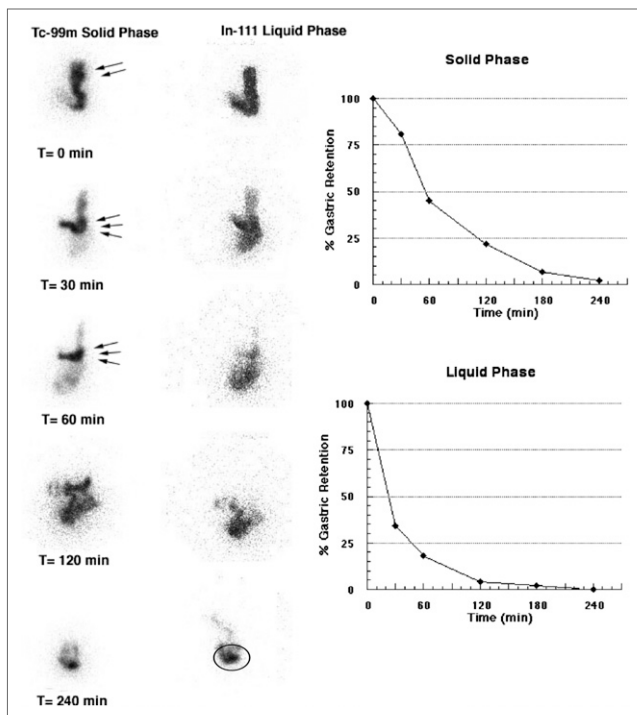 Tc-99m Solid Phase
In-111 Liquid Phase
T= 0 min
T= 30 min
T= 60 min
T= 120 min
T= 240 min
Solid Phase
% Gastric Retention
100
75
50
25
0
0 60 120 180 240
Time (min)
Liquid Phase
% Gastric Retention
100
75
50
25
0
0 60 120 180 240
Time (min)